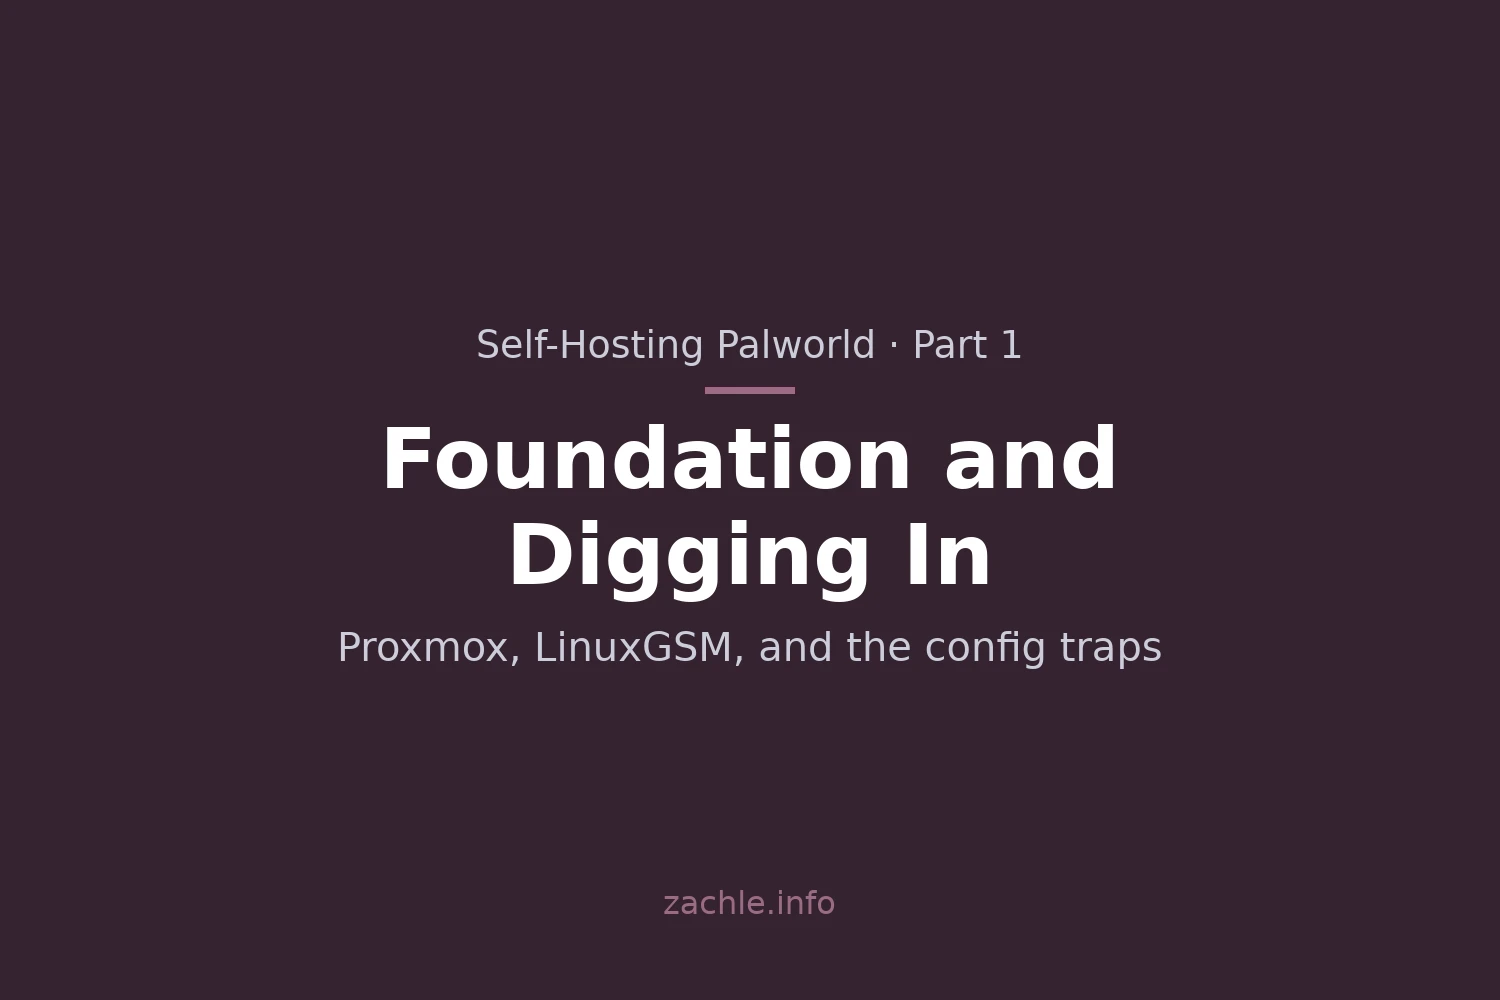 Self-Hosting Palworld · Part 1
Foundation and
Digging In
Proxmox, LinuxGSM, and the config traps
zachle.info